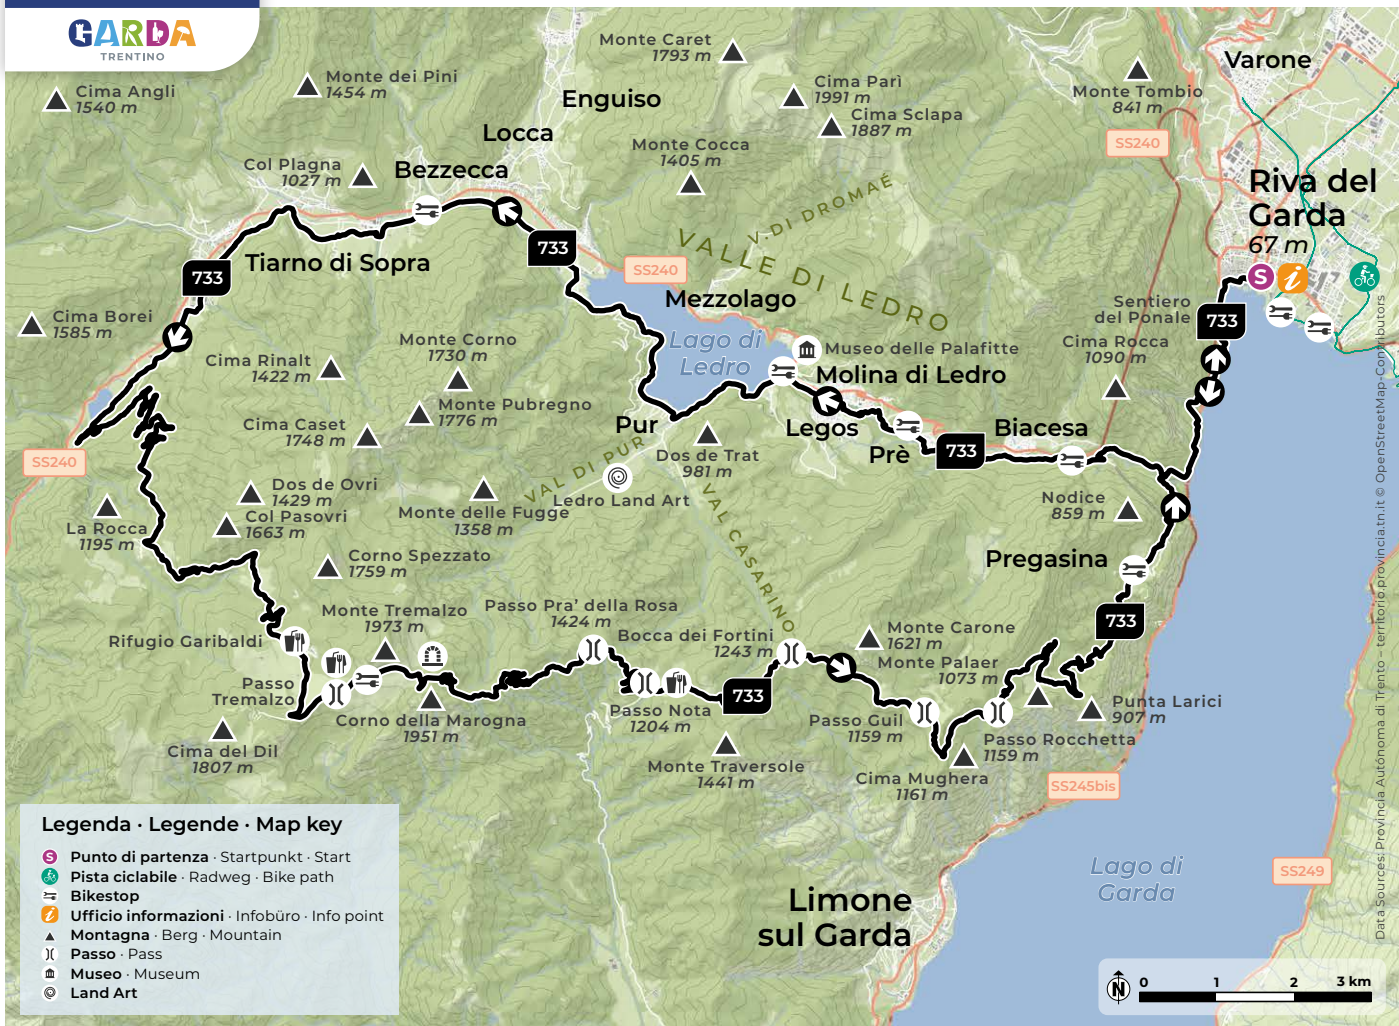 GARDA
TRENTINO
Cima Angli
1540 m
Monte dei Pini
1454 m
Monte Caret
1793 m
Enguiso
Locca
Cima Parì
1991 m
Cima Sclapa
1887 m
Monte Tombio
841 m
Varone
SS240
Col Plagna
1027 m
Bezzecca
Monte Cocca
1405 m
V. DI DROMAÉ
VALLE DI LEDRO
Riva del
Garda
67 m
S
i
733
Tiarno di Sopra
733
SS240
Mezzolago
Sentiero
del Ponale
733
Cima Borei
1585 m
Cima Rinalt
1422 m
Monte Corno
1730 m
Lago di
Ledro
Museo delle Palafitte
Cima Rocca
1090 m
Molina di Ledro
Monte Pubregno
1776 m
Cima Caset
1748 m
Pur
Legos
Biacesa
Prè
733
SS240
Dos de Trat
981 m
VAL DI PUR
Ledro Land Art
VAL CASARINO
Dos de Ovri
1429 m
Col Pasovri
1663 m
Monte delle Fugge
1358 m
Nodice
859 m
La Rocca
1195 m
Corno Spezzato
1759 m
Pregasina
Monte Tremalzo
1973 m
Passo Pra' della Rosa
1424 m
Rifugio Garibaldi
Bocca dei Fortini
1243 m
Monte Carone
1621 m
733
Monte Palaer
1073 m
Passo
Tremalzo
733
Punta Larici
907 m
Corno della Marogna
1951 m
Passo Nota
1204 m
Passo Guil
1159 m
Passo Rocchetta
1159 m
Cima del Dil
1807 m
Monte Traversole
1441 m
Cima Mughera
1161 m
SS245bis
Lago di
Garda
SS249
Limone
sul Garda
Legenda · Legende · Map key
S Punto di partenza · Startpunkt · Start
Pista ciclabile · Radweg · Bike path
Bikestop
i Ufficio informazioni · Infobüro · Info point
Montagna · Berg · Mountain
Passo · Pass
Museo · Museum
Land Art
N
0 1 2 3 km
Data Sources: Provincia Autònoma di Trento - territorio.provincia.tn.it © OpenStreetMap-Contributors